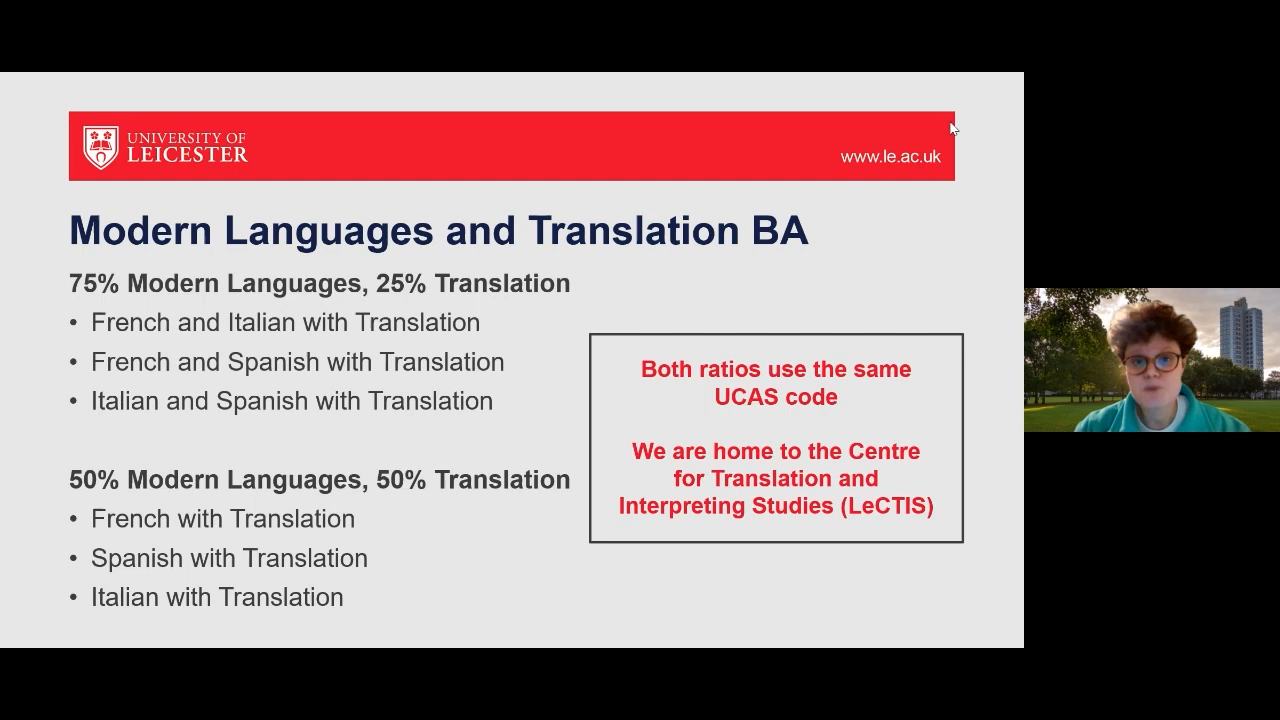 UNIVERSITY OF
LEICESTER
www.le.ac.uk
Modern Languages and Translation BA
75% Modern Languages, 25% Translation
• French and Italian with Translation
• French and Spanish with Translation
• Italian and Spanish with Translation
50% Modern Languages, 50% Translation
• French with Translation
• Spanish with Translation
• Italian with Translation
Both ratios use the same
UCAS code
We are home to the Centre
for Translation and
Interpreting Studies (LeCTIS)